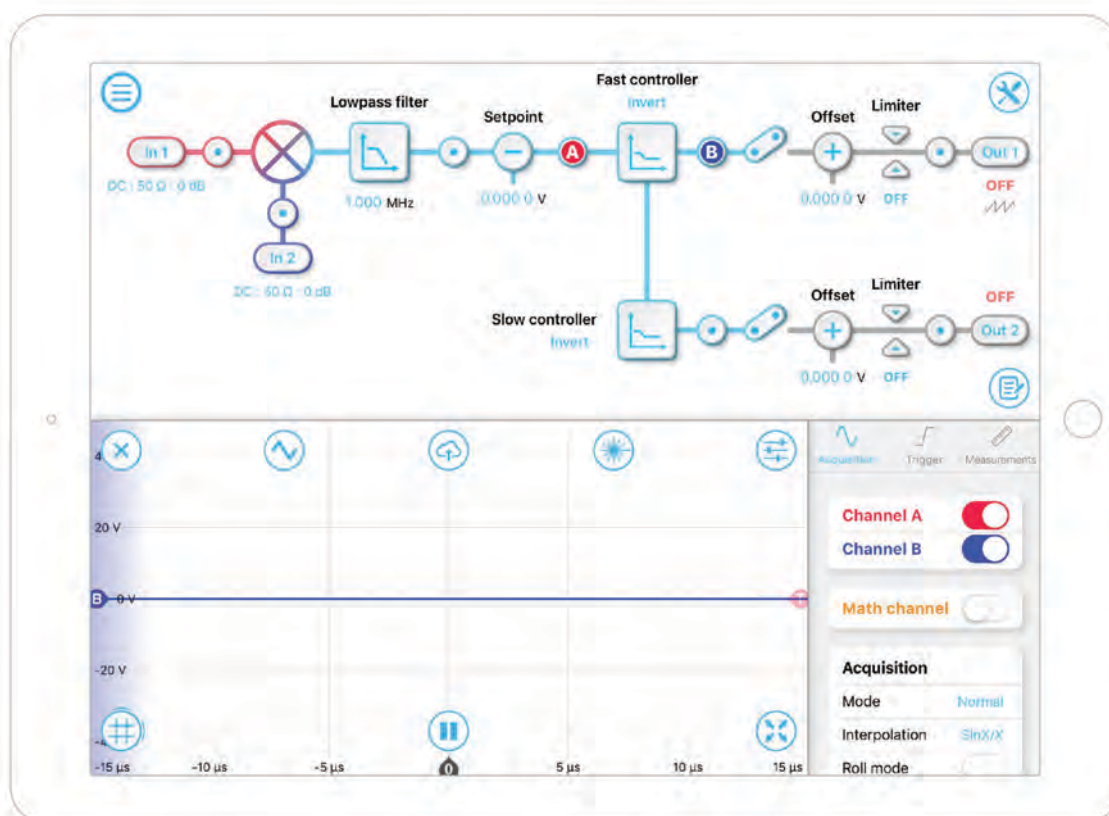 Fast controller
Invert
Lowpass filter
Setpoint
Offset
Limiter
In 1
A
B
Out 1
DC : 50 Ω : 0 dB
1.000 MHz
0.000 0 V
0.000 0 V
OFF
OFF
In 2
DC : 50 Ω : 0 dB
Slow controller
Invert
Offset
Limiter
OFF
Out 2
0.000 0 V
OFF
Acquisition
Trigger
Measurements
20 V
B
0 V
-20 V
-15 µs
-10 µs
-5 µs
0
5 µs
10 µs
15 µs
Channel A
Channel B
Math channel
Acquisition
Mode
Normal
Interpolation
SinX/X
Roll mode